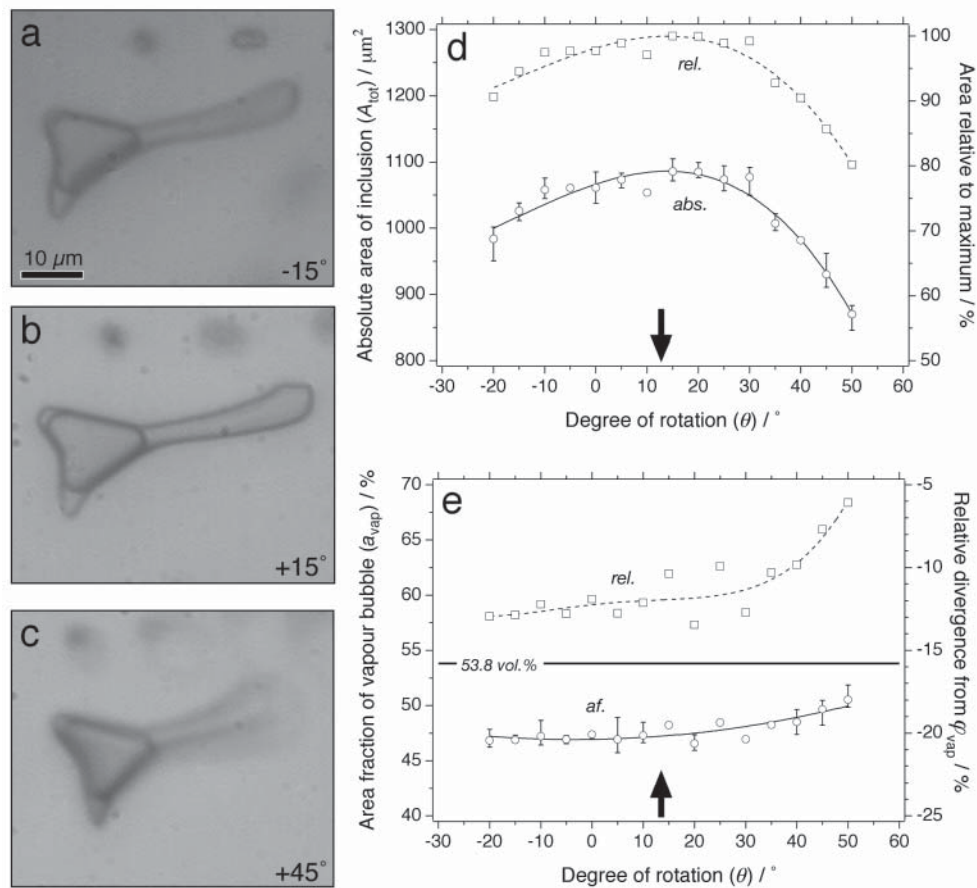 a
10 µm
-15°
b
+15°
c
+45°
d
Absolute area of inclusion (Atot) / µm²
1300
1200
1100
1000
900
800
rel.
abs.
Area relative to maximum / %
100
90
80
70
60
50
-30 -20 -10 0 10 20 30 40 50 60
Degree of rotation (θ) / °
e
Area fraction of vapour bubble (avap) / %
70
65
60
55
50
45
40
rel.
53.8 vol.%
af.
Relative divergence from φvap / %
-5
-10
-15
-20
-25
-30 -20 -10 0 10 20 30 40 50 60
Degree of rotation (θ) / °